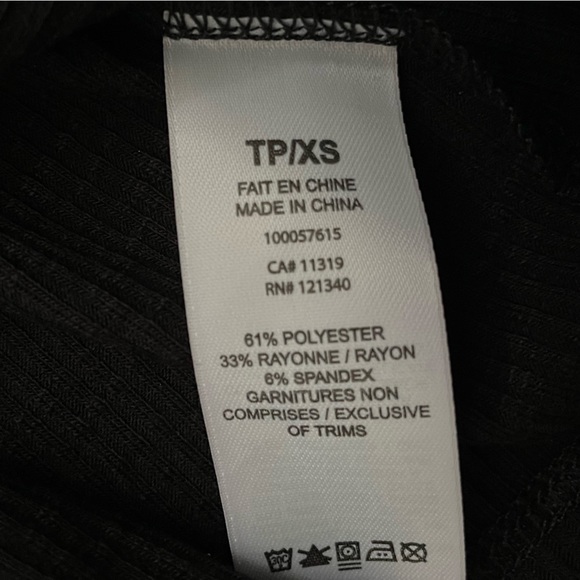 TP/XS
FAIT EN CHINE
MADE IN CHINA
100057615
CA# 11319
RN# 121340
61% POLYESTER
33% RAYONNE / RAYON
6% SPANDEX
GARNITURES NON
COMPRISES / EXCLUSIVE
OF TRIMS
30C